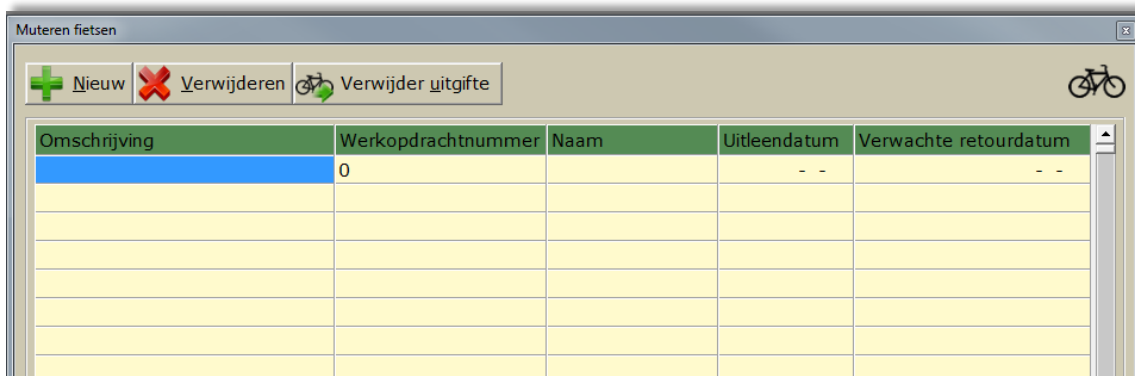 Muteren fietsen
Nieuw Verwijderen Verwijder uitgifte
Omschrijving Werkopdrachtnummer Naam Uitleendatum Verwachte retourdatum
0 - - - -